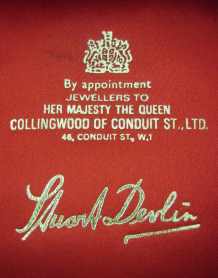 By appointment
JEWELLERS TO
HER MAJESTY THE QUEEN
COLLINGWOOD OF CONDUIT ST., LTD.
46, CONDUIT ST., W.1
Stuart Devlin